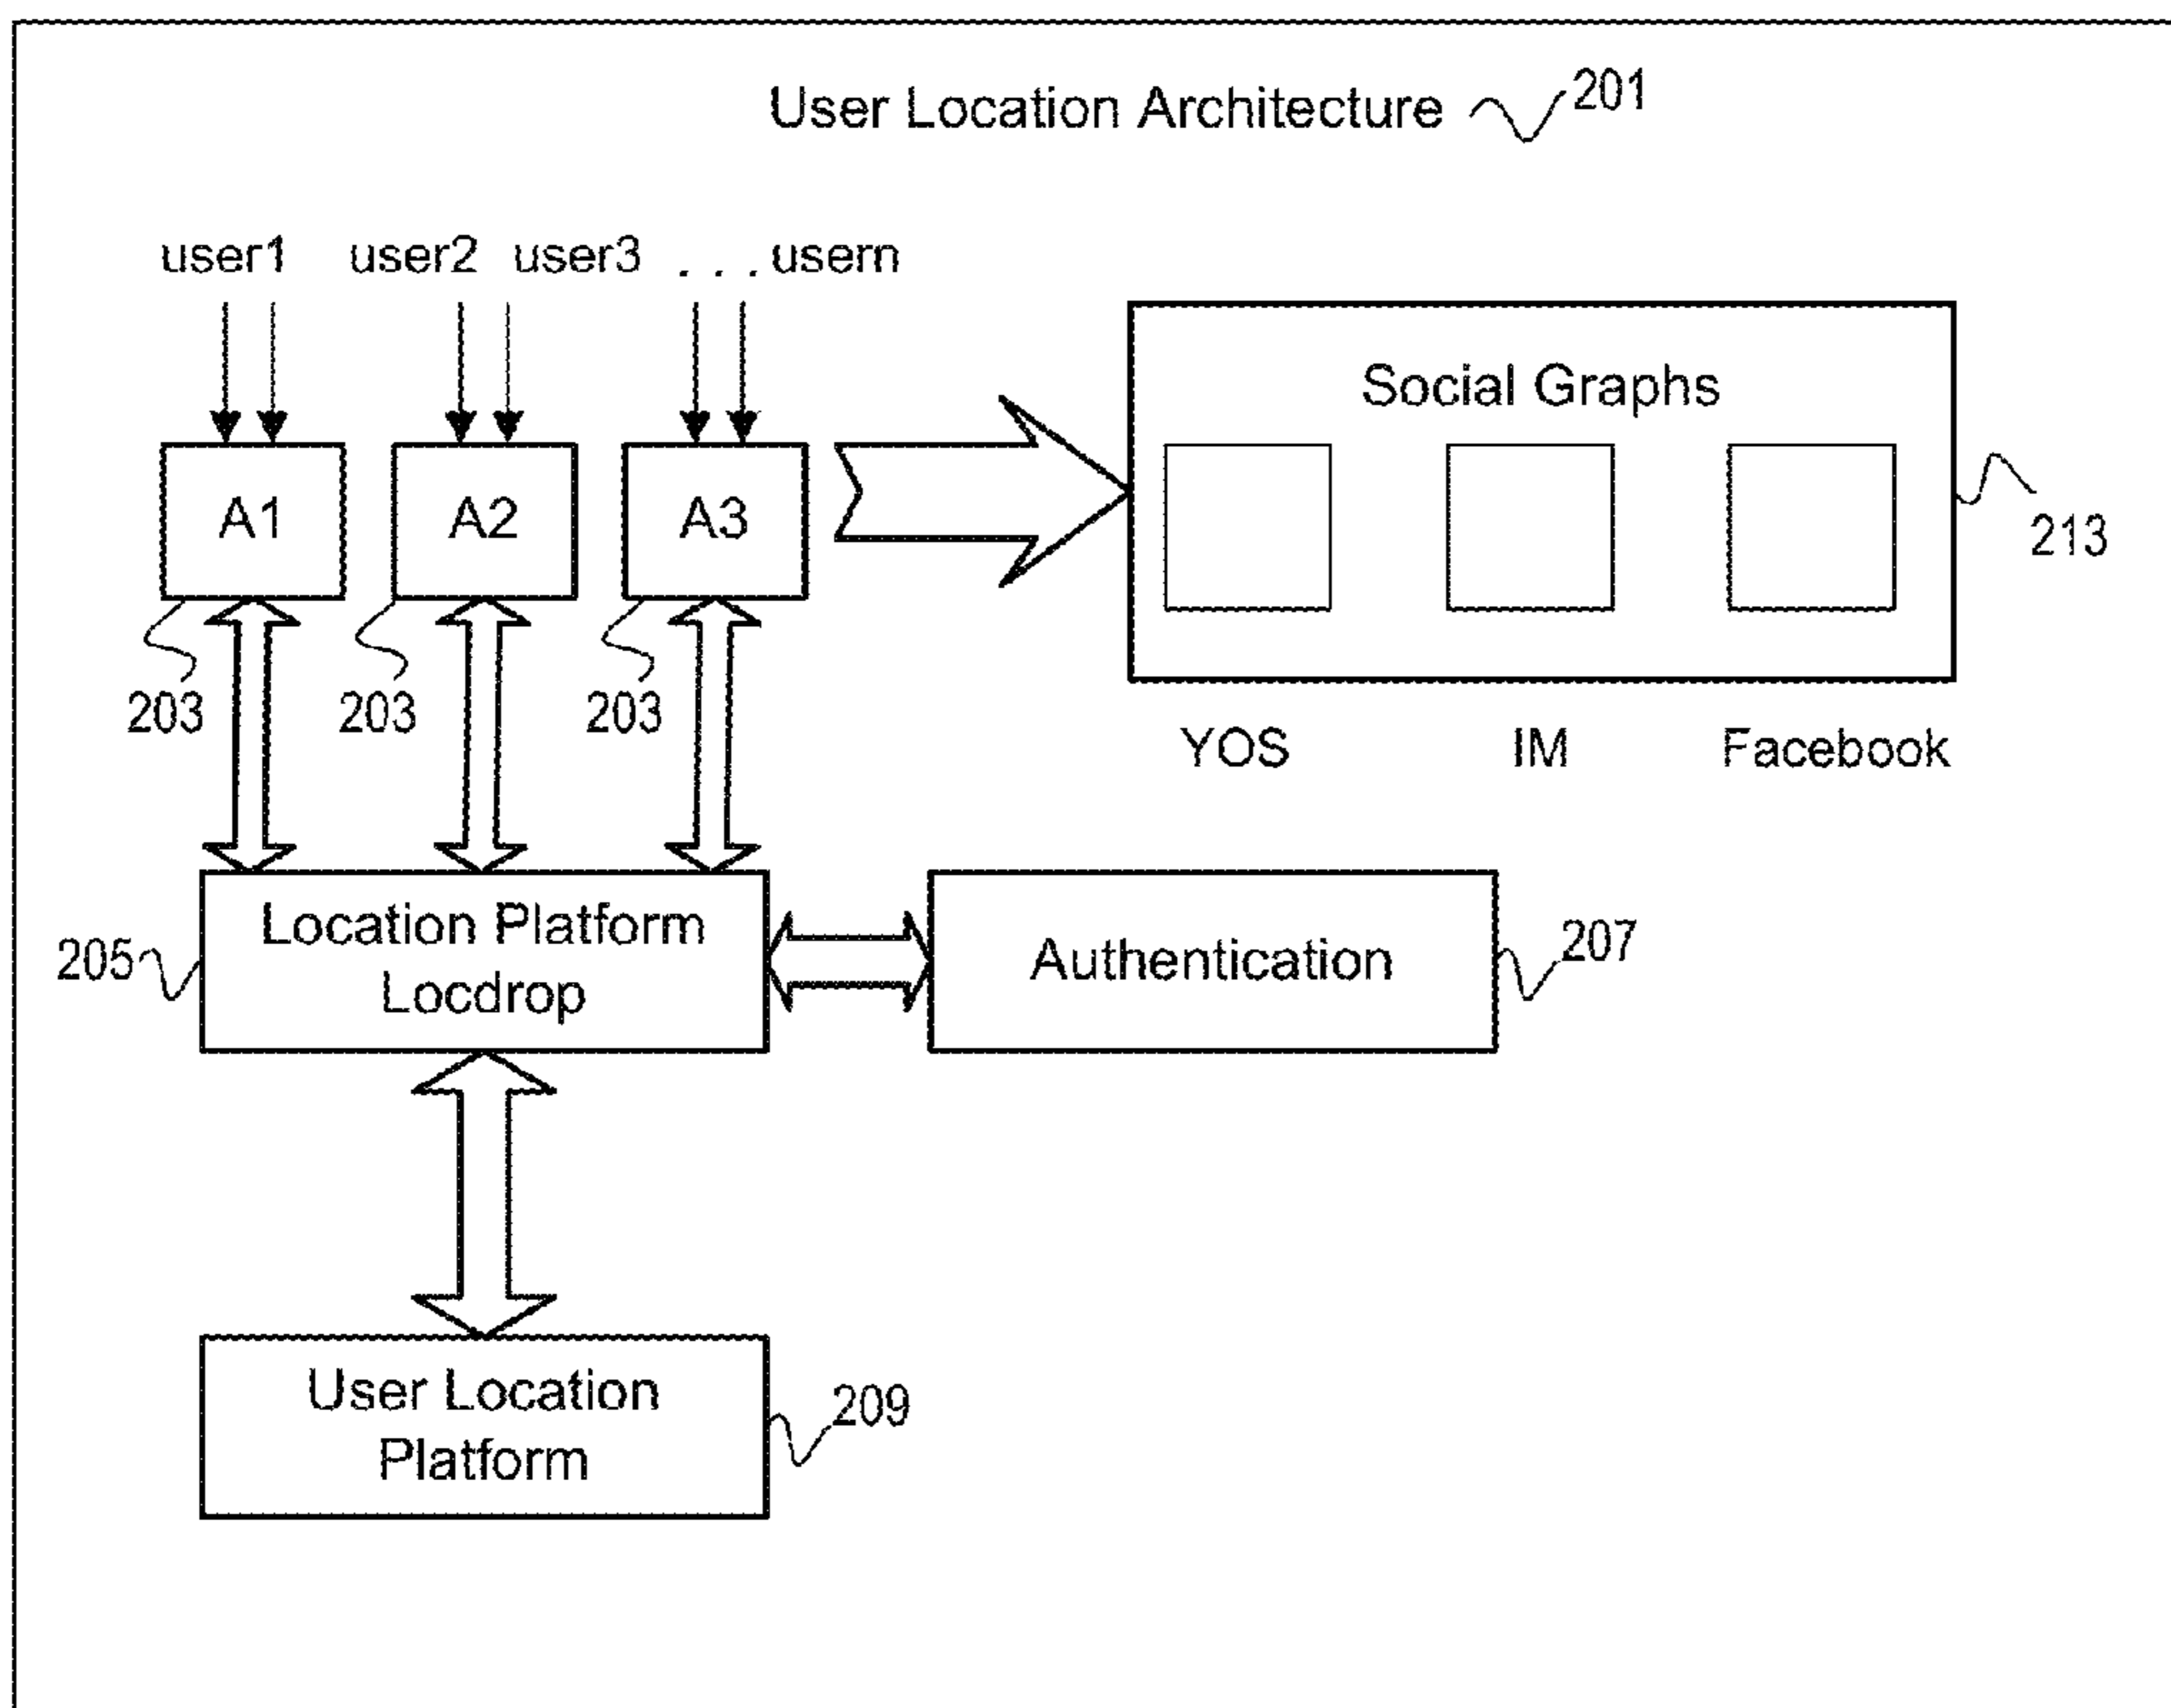 User Location Architecture 201
user1 user2 user3 . . . usern
Social Graphs
A1 A2 A3
213
203 203 203
YOS IM Facebook
Location Platform
Locdrop
205
Authentication
207
User Location
Platform
209